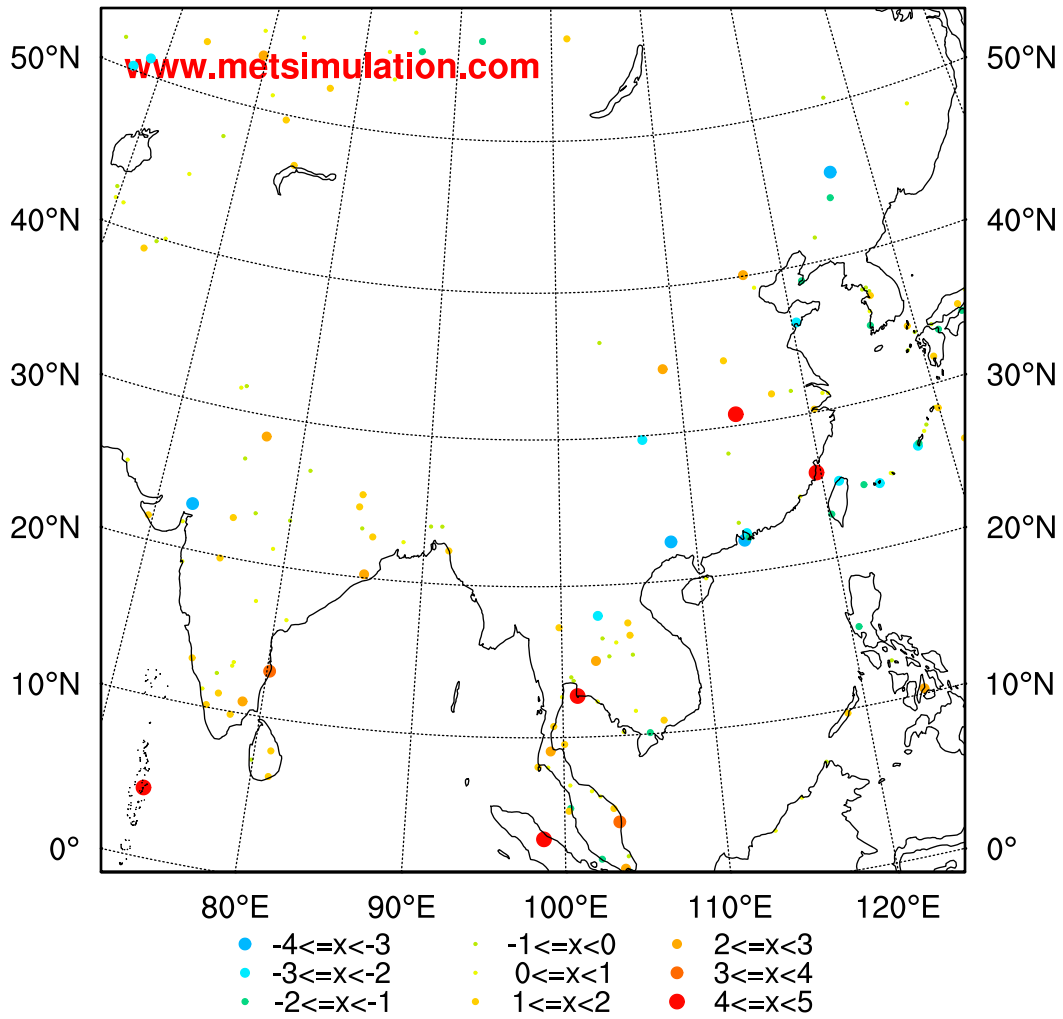 50°N 50°N
www.metsimulation.com
40°N 40°N
30°N 30°N
20°N 20°N
10°N 10°N
0° 0°
80°E 90°E 100°E 110°E 120°E
-4<=x<-3 -1<=x<0 2<=x<3
-3<=x<-2 0<=x<1 3<=x<4
-2<=x<-1 1<=x<2 4<=x<5